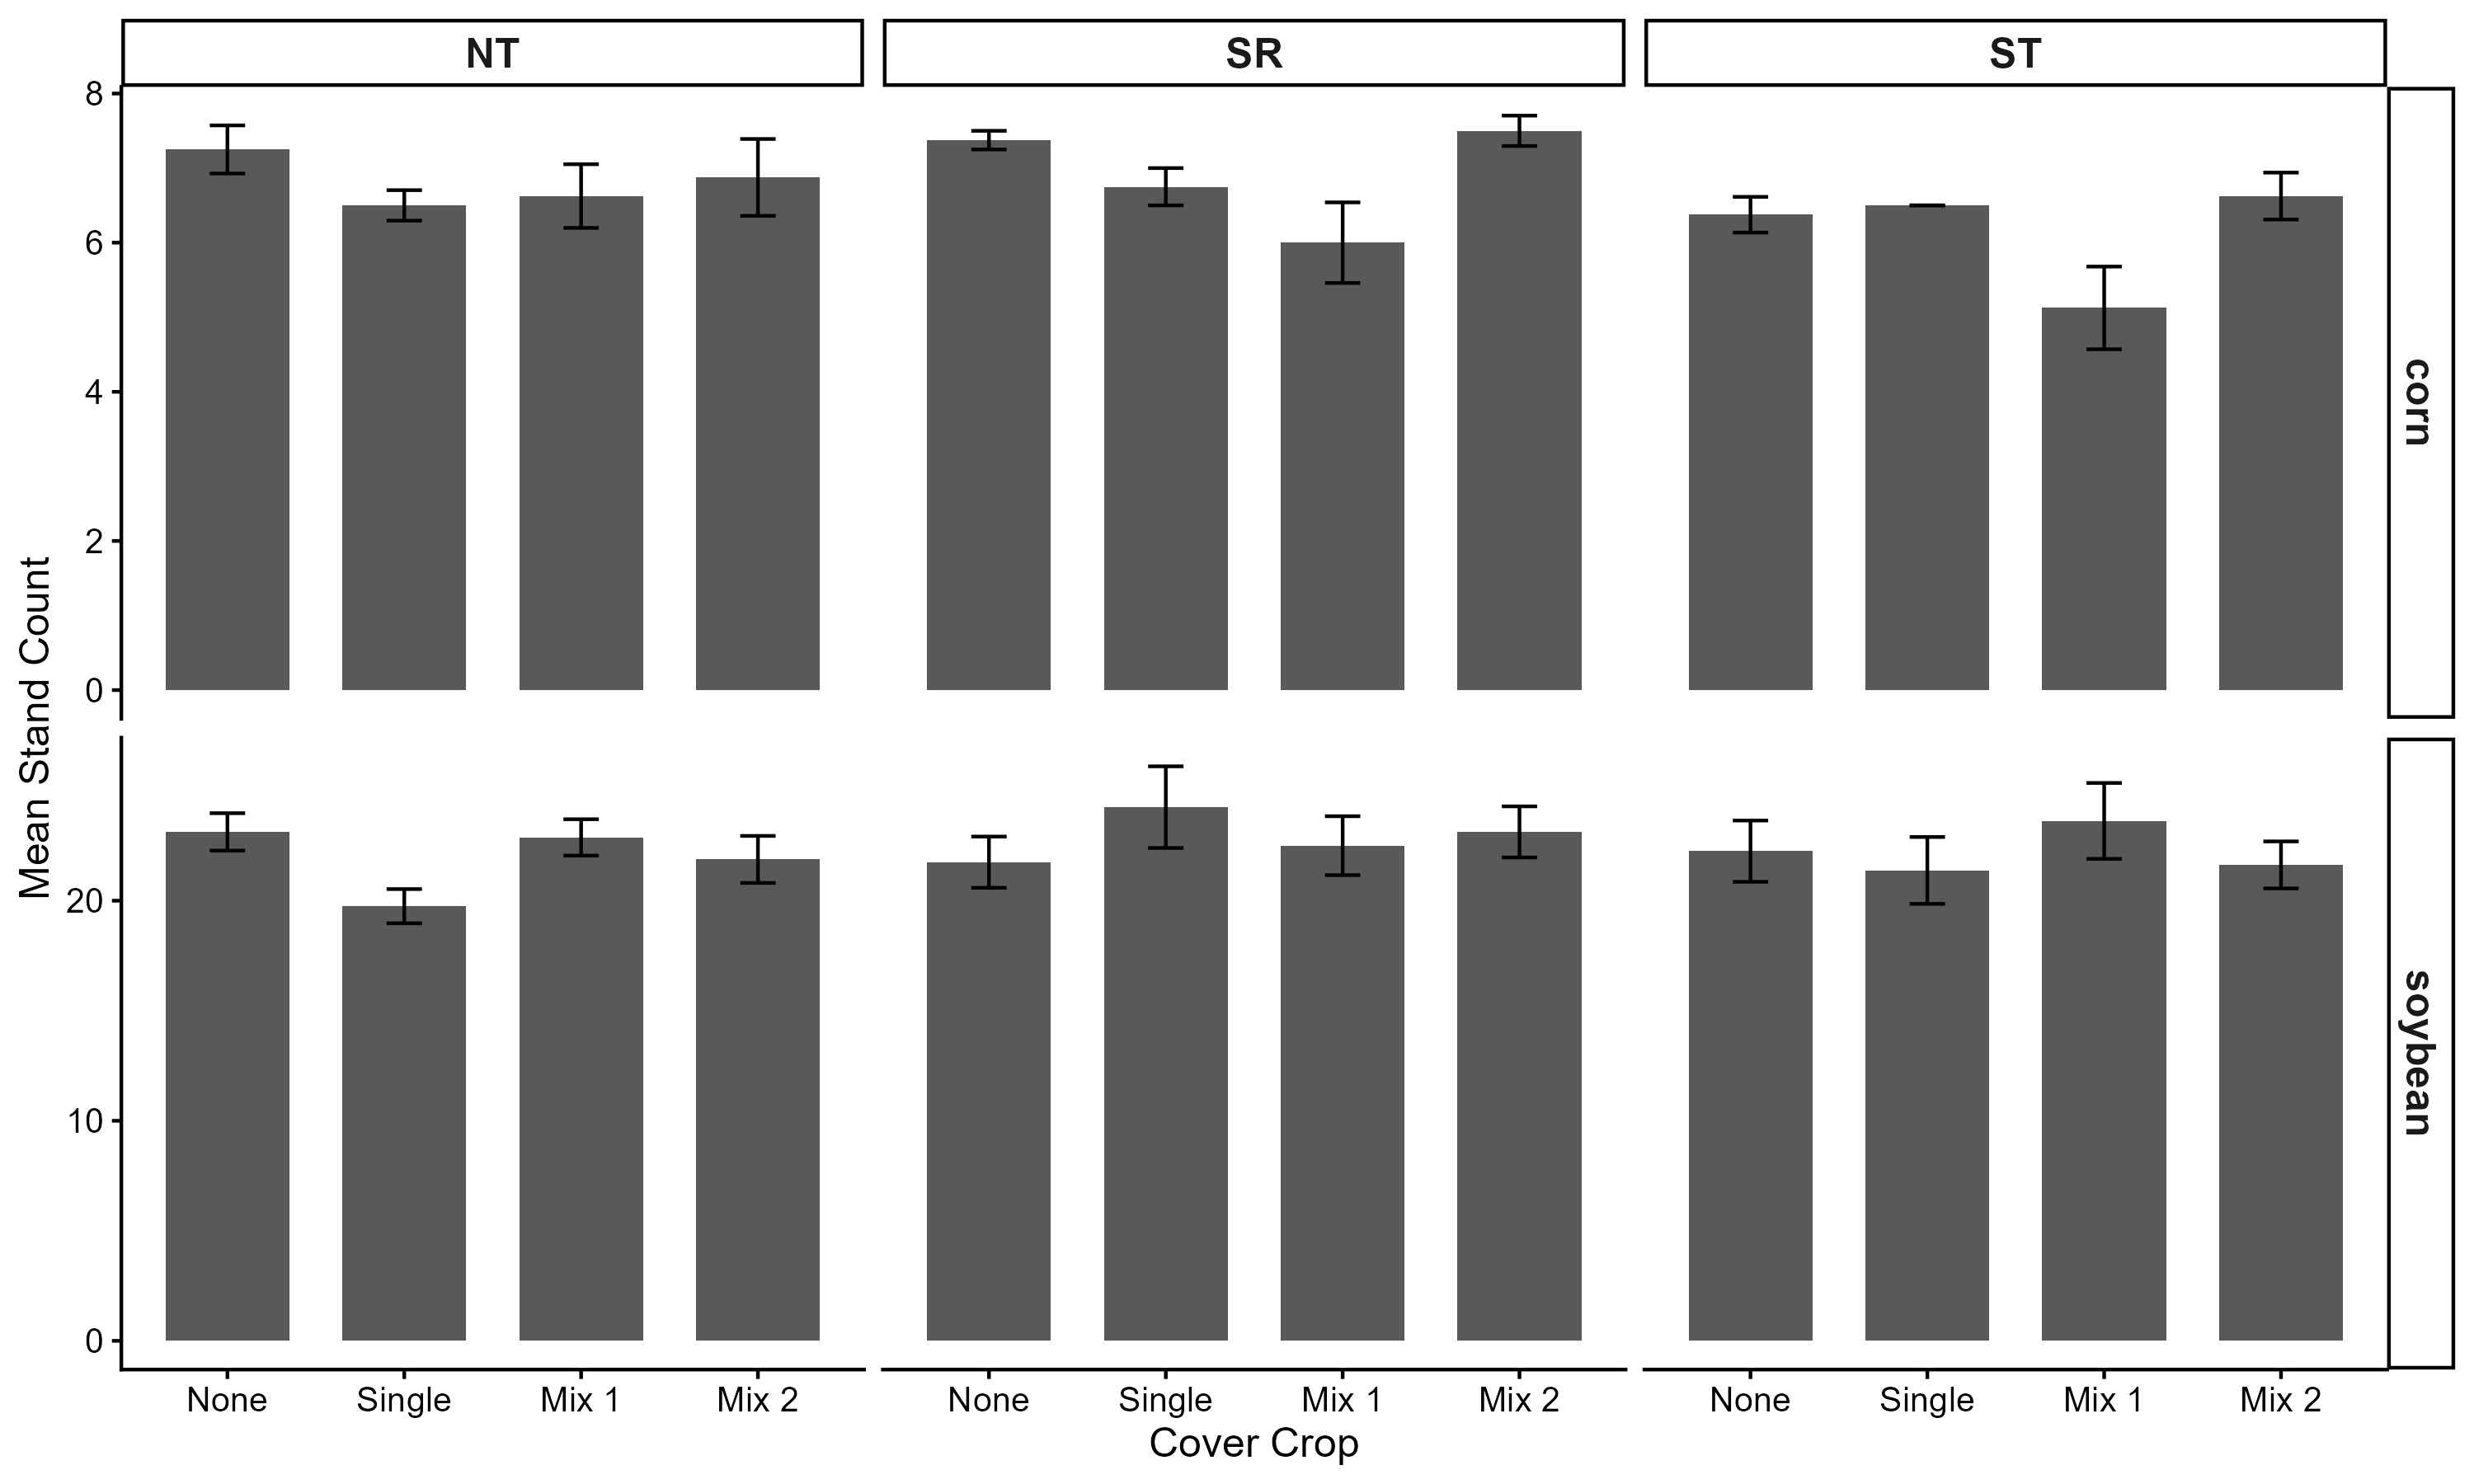 NT SR ST
8
6
4
2
0
corn
Mean Stand Count
20
10
0
soybean
None Single Mix 1 Mix 2 None Single Mix 1 Mix 2 None Single Mix 1 Mix 2
Cover Crop